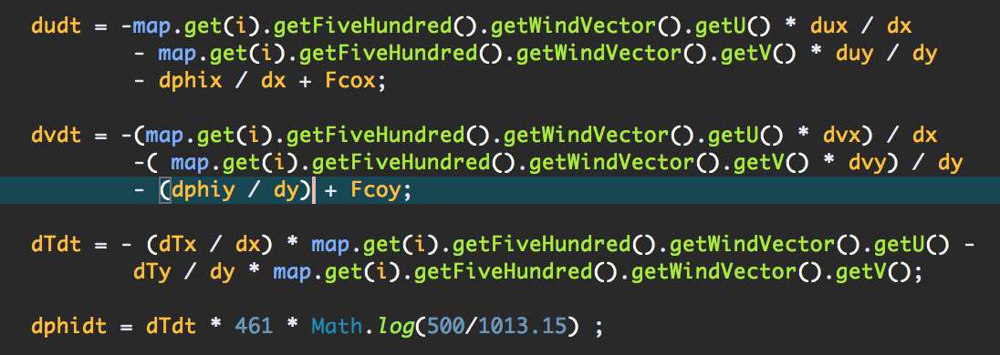 dudt = -map.get(i).getFiveHundred().getWindVector().getU() * dux / dx
- map.get(i).getFiveHundred().getWindVector().getV() * duy / dy
- dphix / dx + Fcox;
dvdt = -(map.get(i).getFiveHundred().getWindVector().getU() * dvx) / dx
-( map.get(i).getFiveHundred().getWindVector().getV() * dvy) / dy
- (dphiy / dy) + Fcoy;
dTdt = - (dTx / dx) * map.get(i).getFiveHundred().getWindVector().getU() -
dTy / dy * map.get(i).getFiveHundred().getWindVector().getV();
dphidt = dTdt * 461 * Math.log(500/1013.15) ;